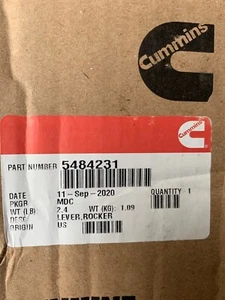 Cummins
PART NUMBER 5484231
DATE 11-Sep-2020 QUANTITY 1
PKGR MDC
WT (LB) 2.4 WT (KG): 1.09
DESC LEVER,ROCKER
ORIGIN US